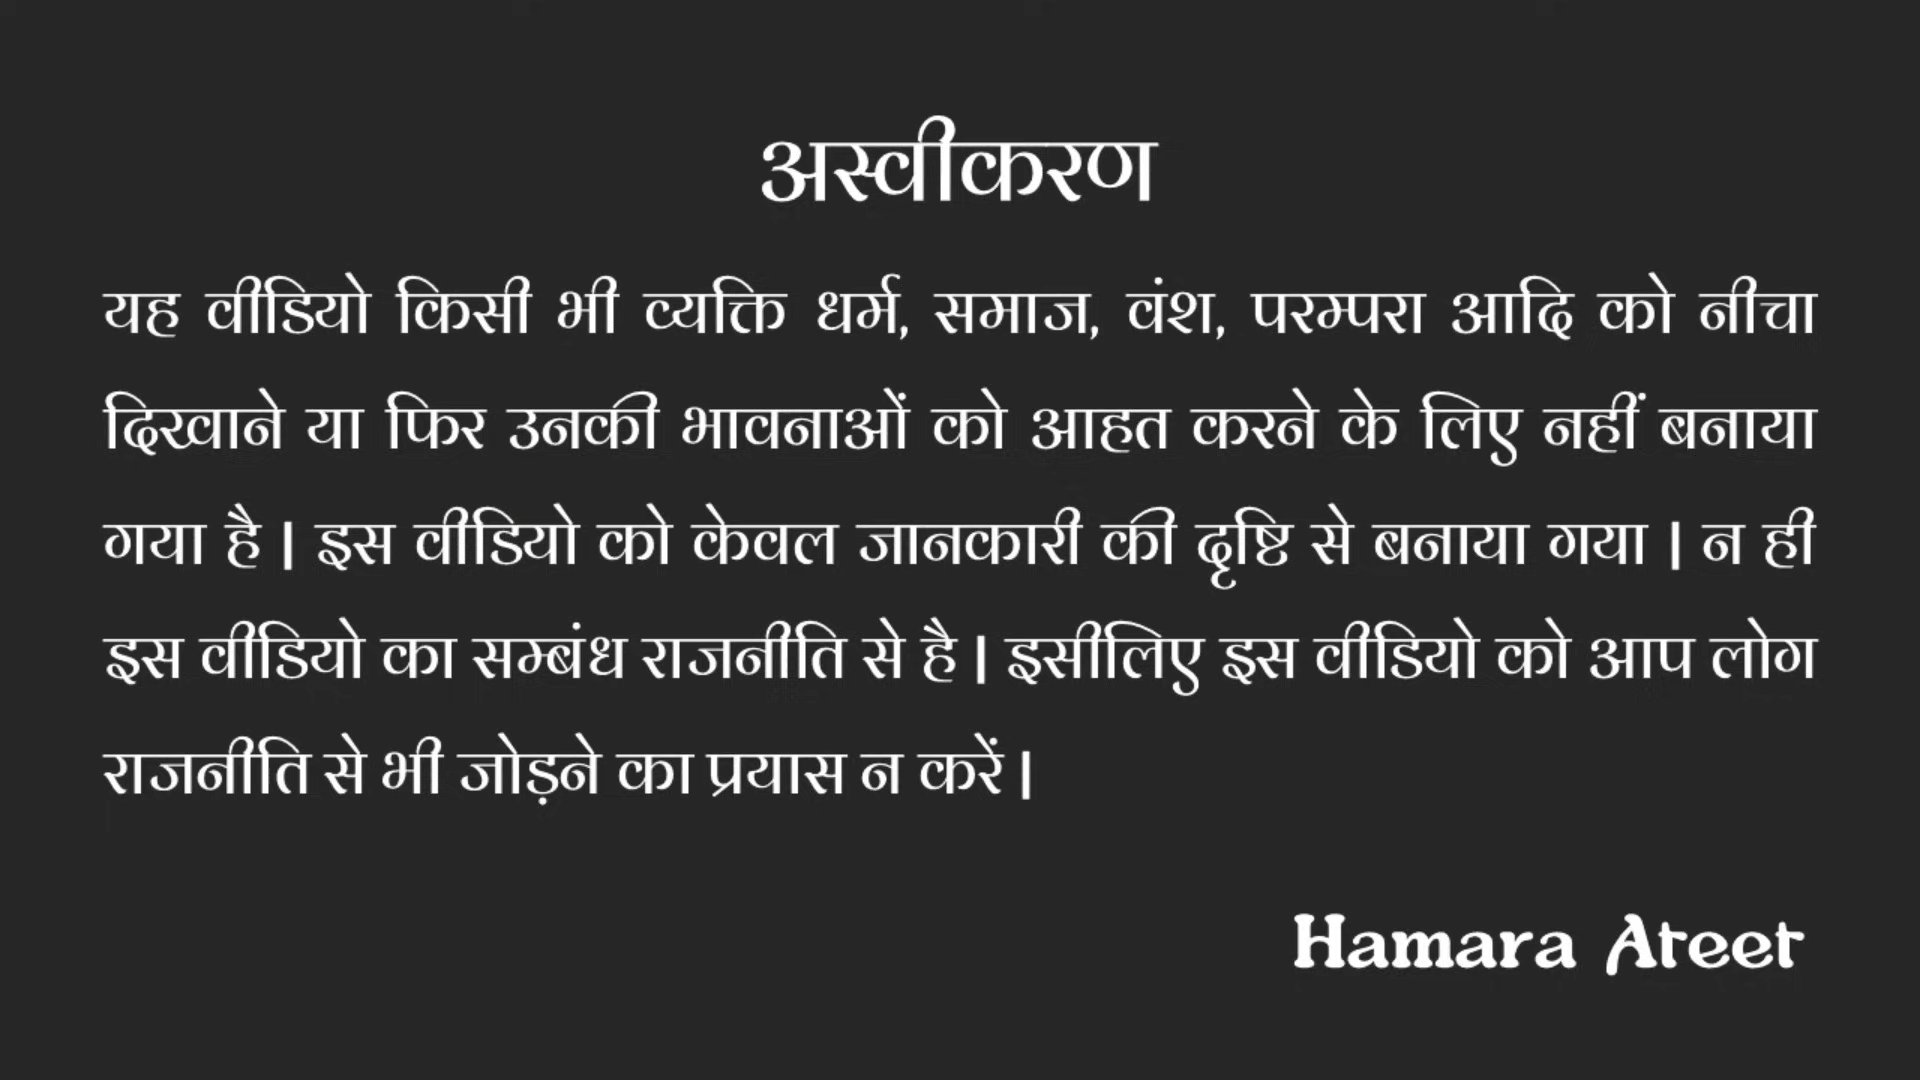 अस्वीकरण
यह वीडियो किसी भी व्यक्ति धर्म, समाज, वंश, परम्परा आदि को नीचा
दिखाने या फिर उनकी भावनाओं को आहत करने के लिए नहीं बनाया
गया है | इस वीडियो को केवल जानकारी की दृष्टि से बनाया गया | न ही
इस वीडियो का सम्बंध राजनीति से है | इसीलिए इस वीडियो को आप लोग
राजनीति से भी जोड़ने का प्रयास न करें |
Hamara Ateet